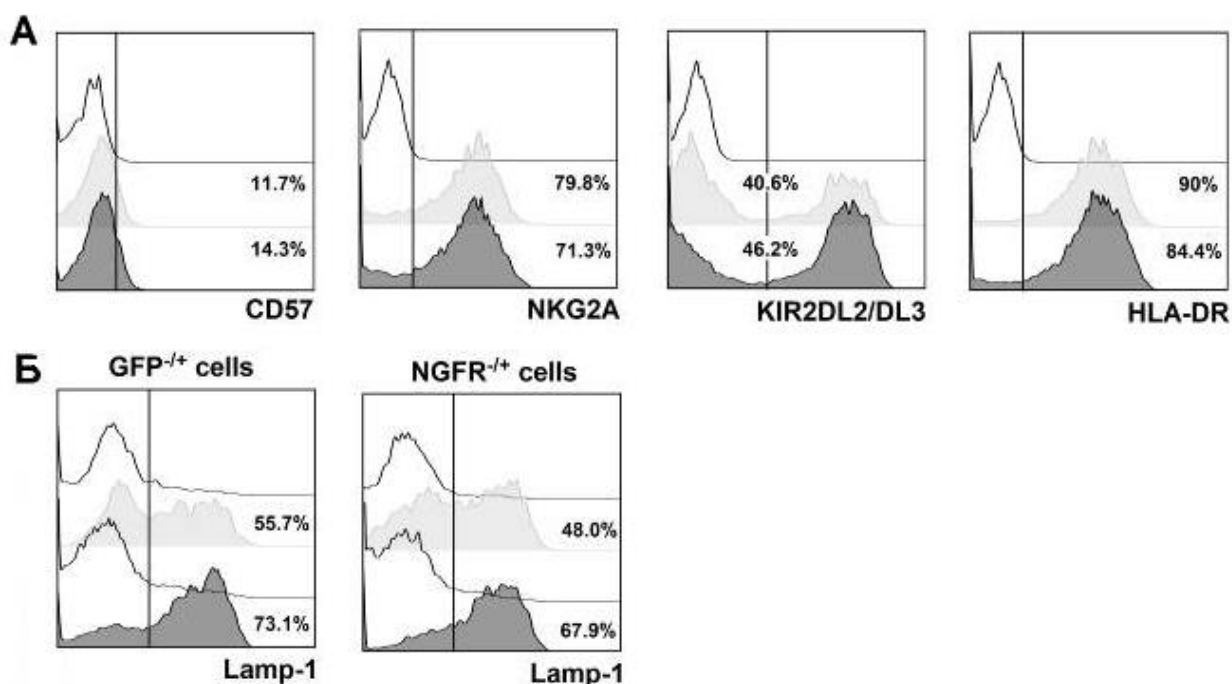 А
11.7%
14.3%
CD57
79.8%
71.3%
NKG2A
40.6%
46.2%
KIR2DL2/DL3
90%
84.4%
HLA-DR
Б
GFP-/+ cells
55.7%
73.1%
Lamp-1
NGFR-/+ cells
48.0%
67.9%
Lamp-1